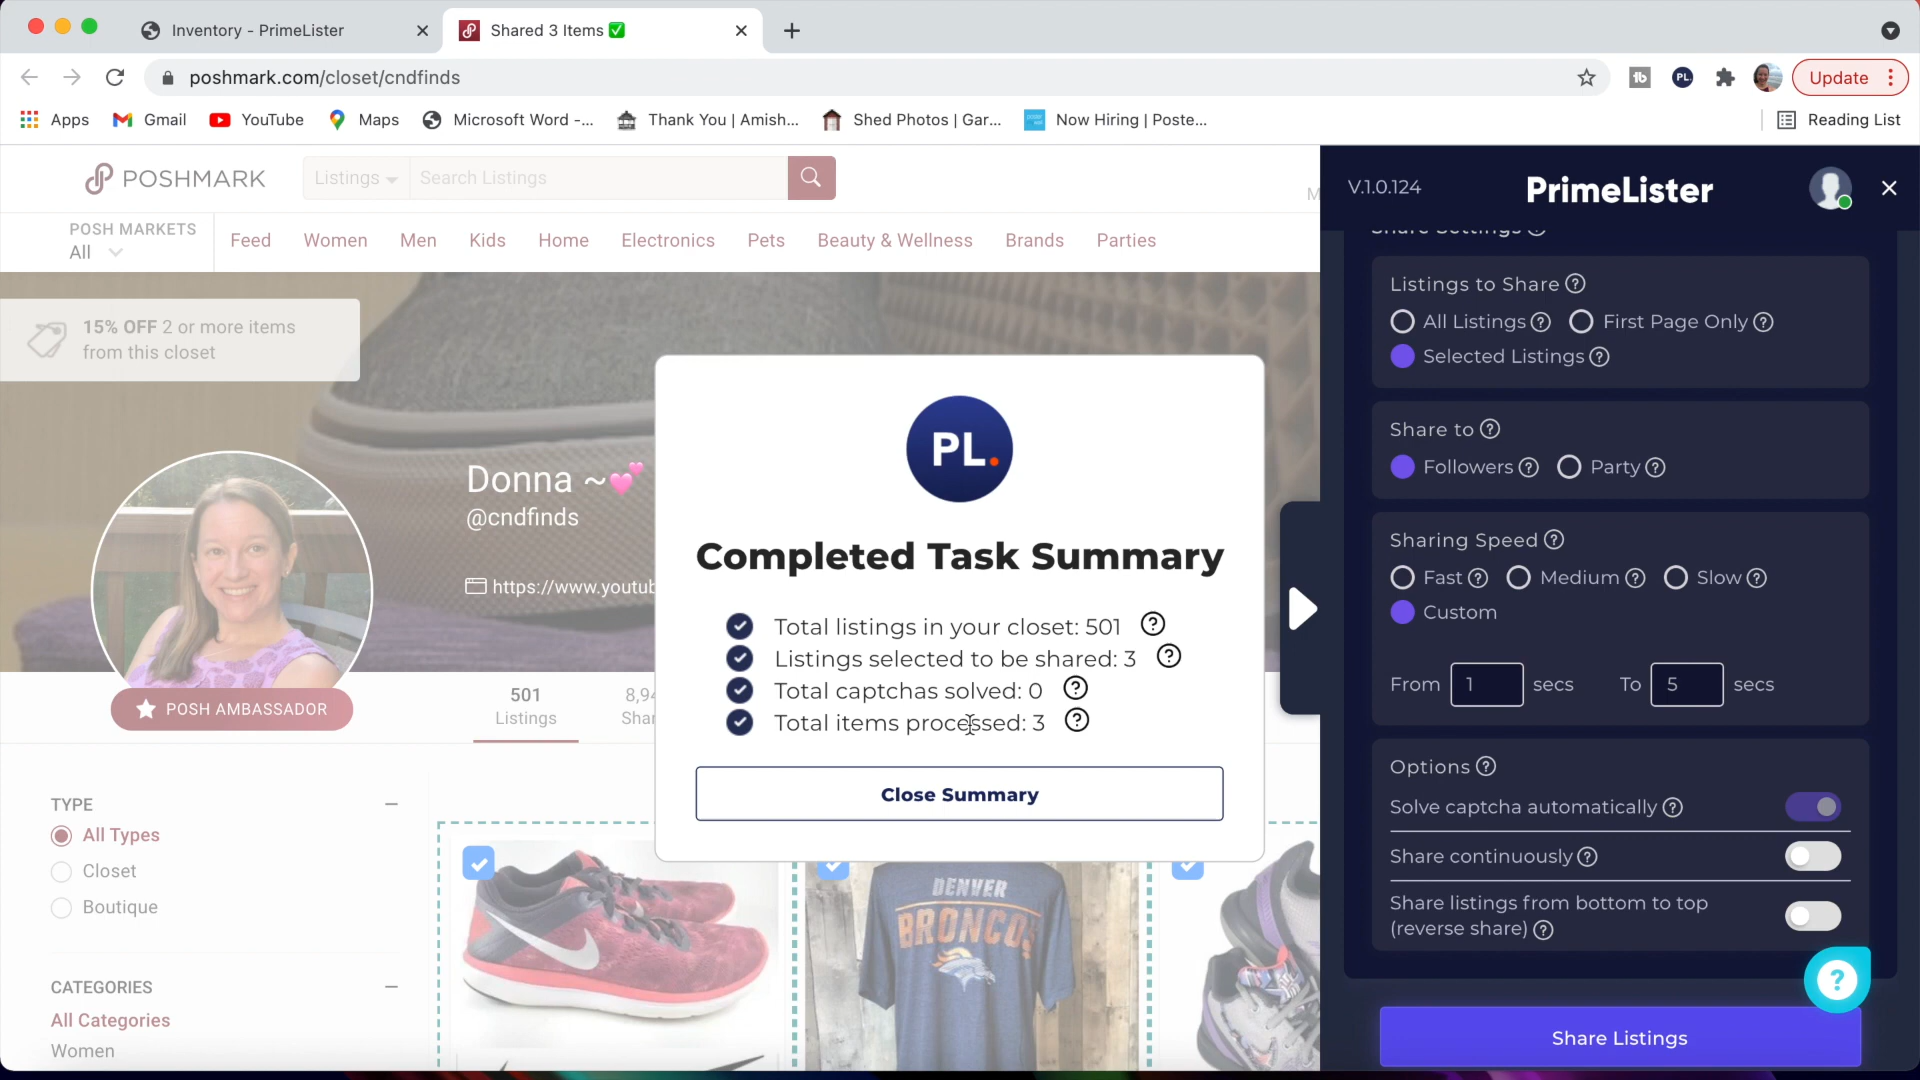 Inventory - PrimeLister
Shared 3 Items ✅
poshmark.com/closet/cndfinds
PL.
Update
Apps
Gmail
YouTube
Maps
Microsoft Word -...
Thank You | Amish...
Shed Photos | Gar...
Now Hiring | Poste...
Reading List
POSHMARK
Listings
Search Listings
M
POSH MARKETS
All
Feed
Women
Men
Kids
Home
Electronics
Pets
Beauty & Wellness
Brands
Parties
15% OFF 2 or more items
from this closet
Donna ~💕
@cndfinds
https://www.youtub
POSH AMBASSADOR
501
Listings
8,94
Shar
TYPE
All Types
Closet
Boutique
CATEGORIES
All Categories
Women
DENVER
BRONCOS
PL.
Completed Task Summary
Total listings in your closet: 501
Listings selected to be shared: 3
Total captchas solved: 0
Total items processed: 3
Close Summary
V.1.0.124
PrimeLister
Share Settings
Listings to Share
All Listings
First Page Only
Selected Listings
Share to
Followers
Party
Sharing Speed
Fast
Medium
Slow
Custom
From 1 secs To 5 secs
Options
Solve captcha automatically
Share continuously
Share listings from bottom to top
(reverse share)
Share Listings